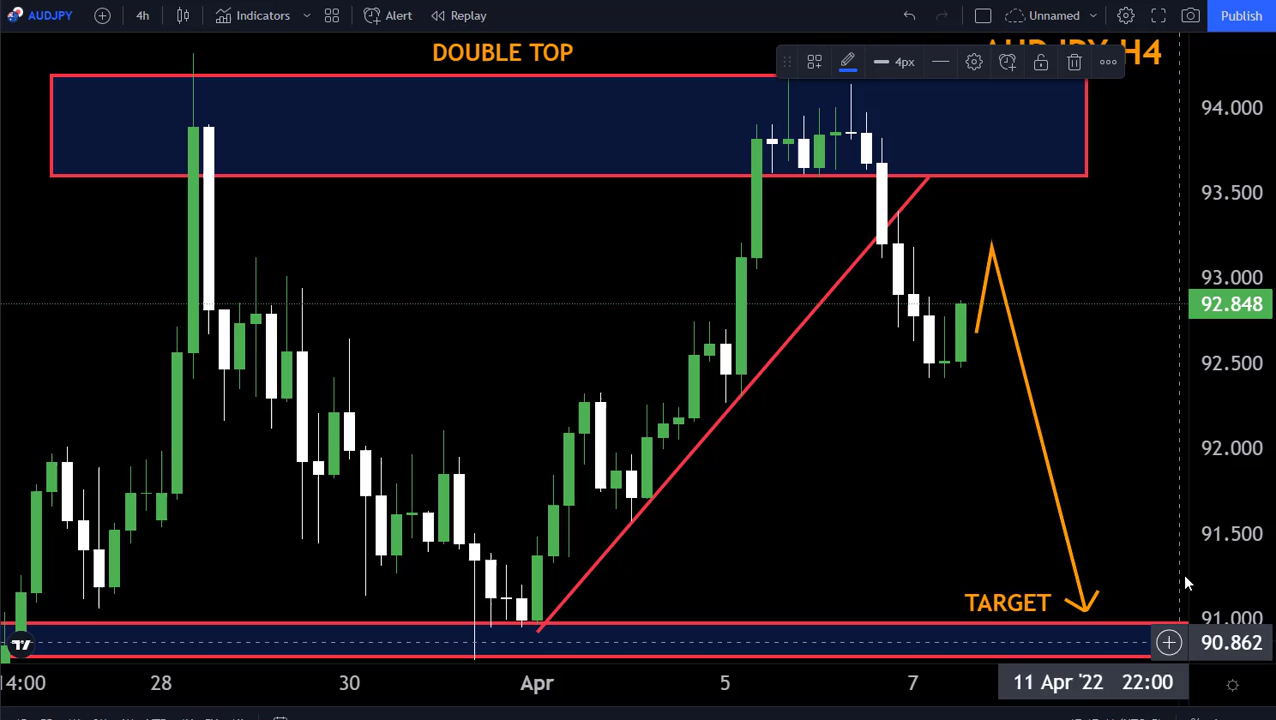 AUDJPY 4h Indicators Alert Replay Unnamed Publish
DOUBLE TOP
H4
4px
94.000
93.500
93.000
92.848
92.500
92.000
91.500
TARGET
91.000
90.862
14:00 28 30 Apr 5 7 11 Apr '22 22:00